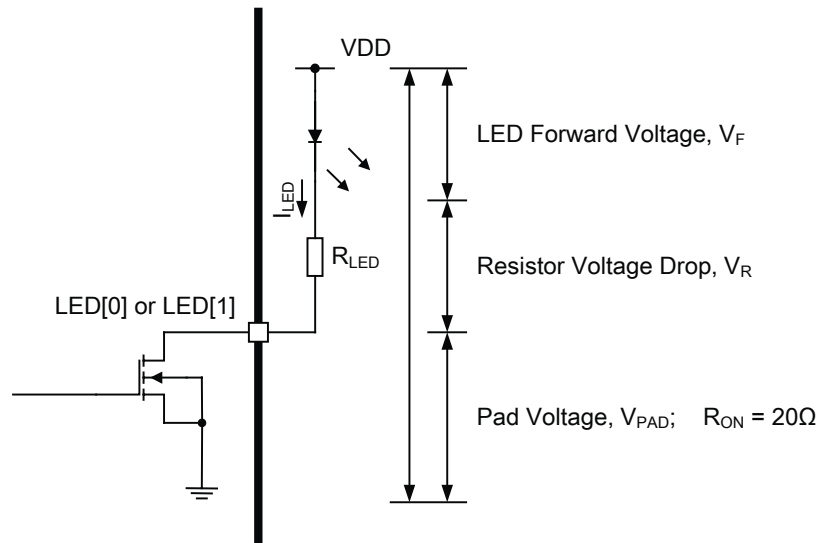 VDD
LED Forward Voltage, VF
ILED
RLED
Resistor Voltage Drop, VR
LED[0] or LED[1]
Pad Voltage, VPAD; RON = 20Ω